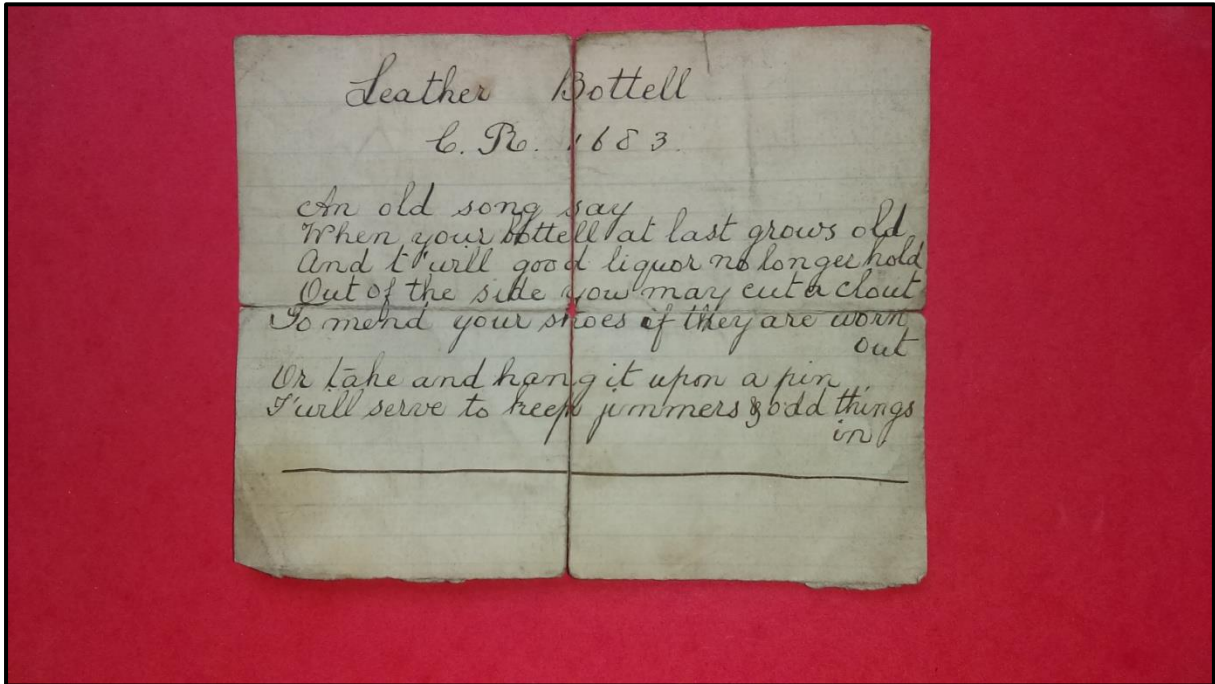 Leather Bottell
C. R. 1683.
An old song say
When your bottell at last grows old
And t'will good liquor no longer hold
Out of the side you may cut a clout
To mend your shoes if they are worn
out
Or take and hang it upon a pin
T'will serve to keep jimmers & odd things
in